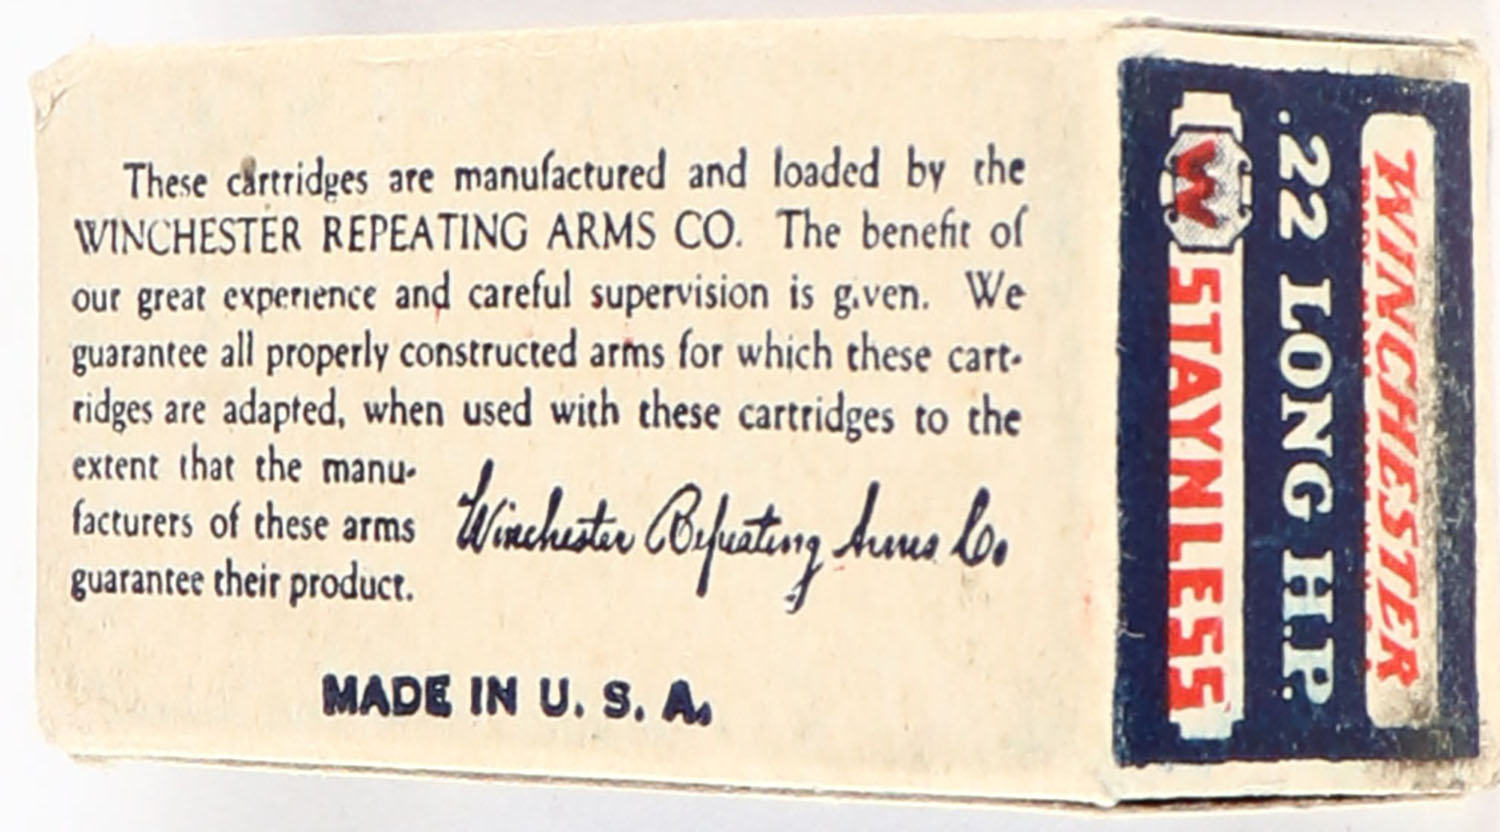 These cartridges are manufactured and loaded by the
WINCHESTER REPEATING ARMS CO. The benefit of
our great experience and careful supervision is given. We
guarantee all properly constructed arms for which these cart-
ridges are adapted, when used with these cartridges to the
extent that the manu-
facturers of these arms
guarantee their product.
Winchester Repeating Arms Co.
MADE IN U. S. A.
WINCHESTER
TRADE MARK
.22 LONG H.P.
W STAYNLESS